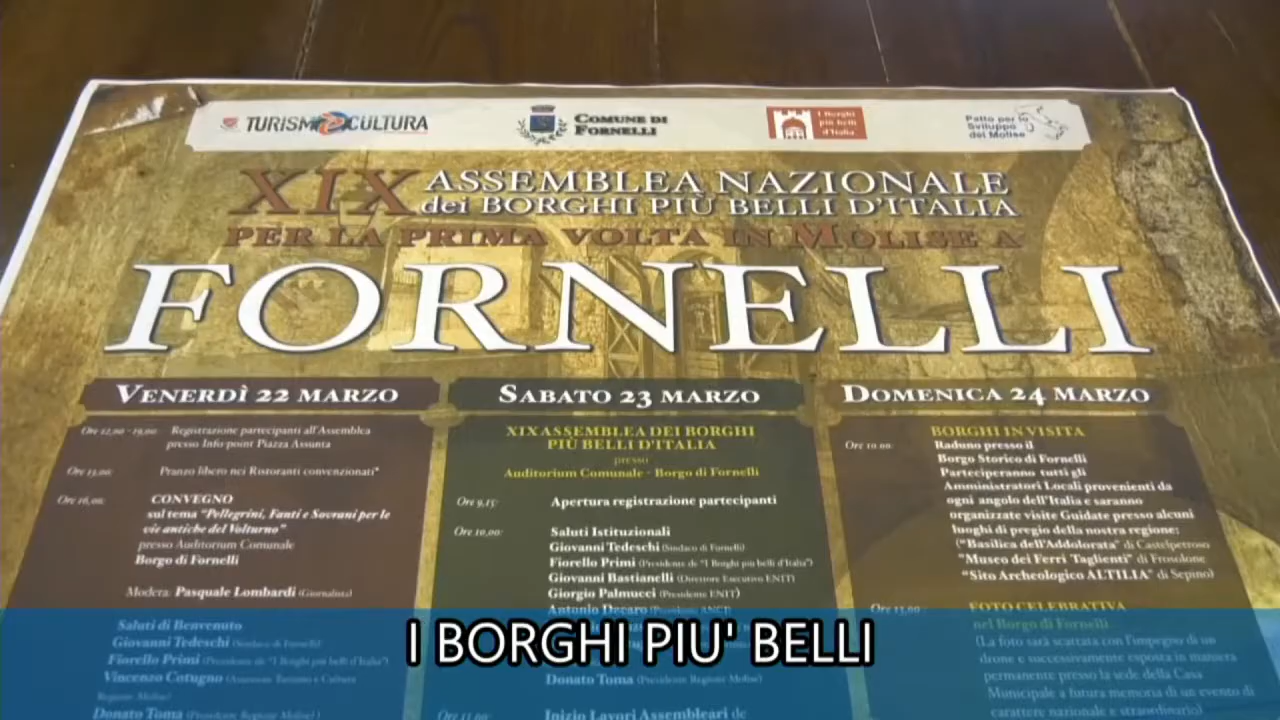 TURISMO CULTURA
COMUNE DI
FORNELLI
I Borghi
più belli
d'Italia
Patto per lo
Sviluppo
del Molise
XIX ASSEMBLEA NAZIONALE
dei BORGHI PIÙ BELLI D'ITALIA
PER LA PRIMA VOLTA IN MOLISE A
FORNELLI
VENERDÌ 22 MARZO
Ore 12,00 - 19,00: Registrazione partecipanti all'Assemblea
presso Info-point Piazza Assunta
Ore 13,00: Pranzo libero nei Ristoranti convenzionati*
Ore 16,00: CONVEGNO
sul tema "Pellegrini, Fanti e Sovrani per le
vie antiche del Volturno"
presso Auditorium Comunale
Borgo di Fornelli
Modera: Pasquale Lombardi (Giornalista)
Saluti di Benvenuto
Giovanni Tedeschi (Sindaco di Fornelli)
Fiorello Primi (Presidente de "I Borghi più belli d'Italia")
Vincenzo Cotugno (Assessore Turismo e Cultura
Regione Molise)
Donato Toma (Presidente Regione Molise)
SABATO 23 MARZO
XIX ASSEMBLEA DEI BORGHI
PIÙ BELLI D'ITALIA
presso
Auditorium Comunale - Borgo di Fornelli
Ore 9,15: Apertura registrazione partecipanti
Ore 10,00: Saluti Istituzionali
Giovanni Tedeschi (Sindaco di Fornelli)
Fiorello Primi (Presidente de "I Borghi più belli d'Italia")
Giovanni Bastianelli (Direttore Esecutivo ENIT)
Giorgio Palmucci (Presidente ENIT)
Antonio Decaro (Presidente ANCI)
Donato Toma (Presidente Regione Molise)
Inizio Lavori Assembleari de
DOMENICA 24 MARZO
BORGHI IN VISITA
Ore 10.00: Raduno presso il
Borgo Storico di Fornelli
Parteciperanno tutti gli
Amministratori Locali provenienti da
ogni angolo dell'Italia e saranno
organizzate visite Guidate presso alcuni
luoghi di pregio della nostra regione:
("Basilica dell'Addolorata" di Castelpetroso
"Museo dei Ferri Taglienti" di Frosolone
"Sito Archeologico ALTILIA" di Sepino)
Ore 13,00: FOTO CELEBRATIVA
nel Borgo di Fornelli
(La foto sarà scattata con l'impegno di un
drone e successivamente esposta in maniera
permanente presso la sede della Casa
Municipale a futura memoria di un evento di
carattere nazionale e straordinario)
I BORGHI PIU' BELLI